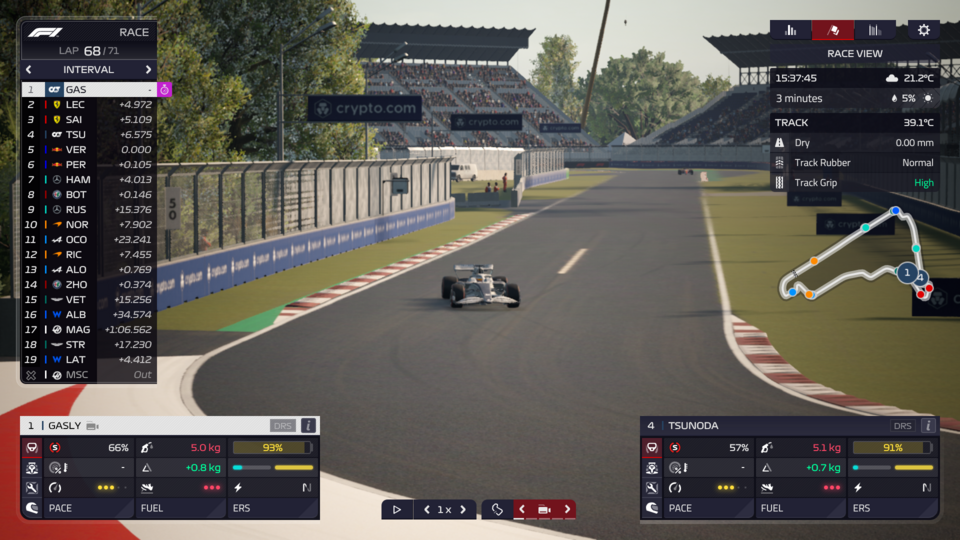 RACE
LAP 68/71
INTERVAL
1 GAS -
2 LEC +4.972
3 SAI +5.109
4 TSU +6.575
5 VER 0.000
6 PER +0.105
7 HAM +4.013
8 BOT +0.146
9 RUS +15.376
10 NOR +7.902
11 OCO +23.241
12 RIC +7.455
13 ALO +0.769
14 ZHO +0.374
15 VET +15.256
16 ALB +34.574
17 MAG +1:06.562
18 STR +17.230
19 LAT +4.412
MSC Out
RACE VIEW
15:37:45 21.2°C
3 minutes 5%
TRACK 39.1°C
Dry 0.00 mm
Track Rubber Normal
Track Grip High
1
4
crypto.com
crypto.com
50
1 GASLY DRS i
S 66% 5.0 kg 93%
- +0.8 kg
N
PACE FUEL ERS
1x
4 TSUNODA DRS i
S 57% 5.1 kg 91%
- +0.7 kg
N
PACE FUEL ERS